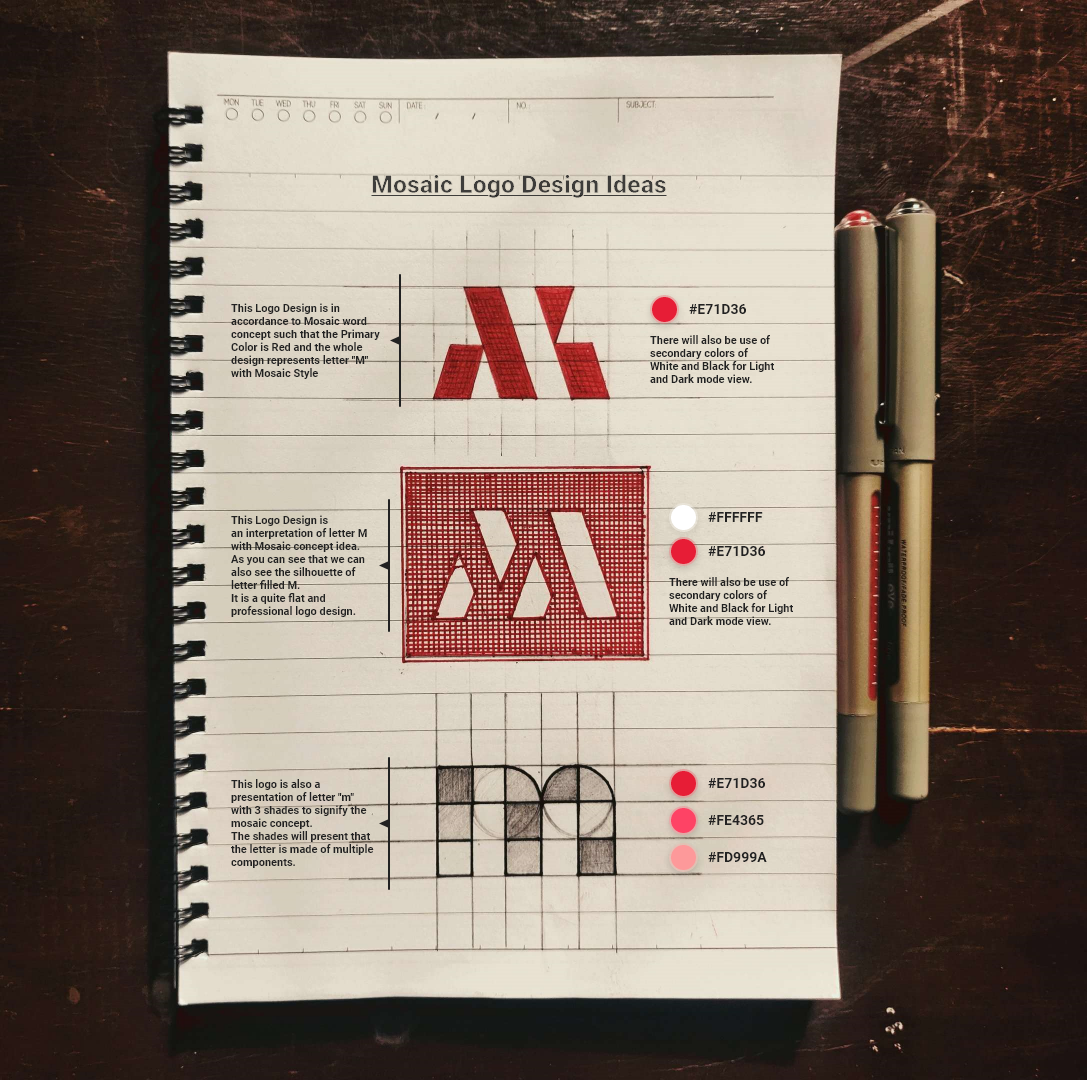 MON TUE WED THU FRI SAT SUN DATE: / / NO.: SUBJECT:
Mosaic Logo Design Ideas
This Logo Design is in
accordance to Mosaic word
concept such that the Primary
Color is Red and the whole
design represents letter "M"
with Mosaic Style
#E71D36
There will also be use of
secondary colors of
White and Black for Light
and Dark mode view.
This Logo Design is
an interpretation of letter M
with Mosaic concept idea.
As you can see that we can
also see the silhouette of
letter filled M.
It is a quite flat and
professional logo design.
#FFFFFF
#E71D36
There will also be use of
secondary colors of
White and Black for Light
and Dark mode view.
This logo is also a
presentation of letter "m"
with 3 shades to signify the
mosaic concept.
The shades will present that
the letter is made of multiple
components.
#E71D36
#FE4365
#FD999A